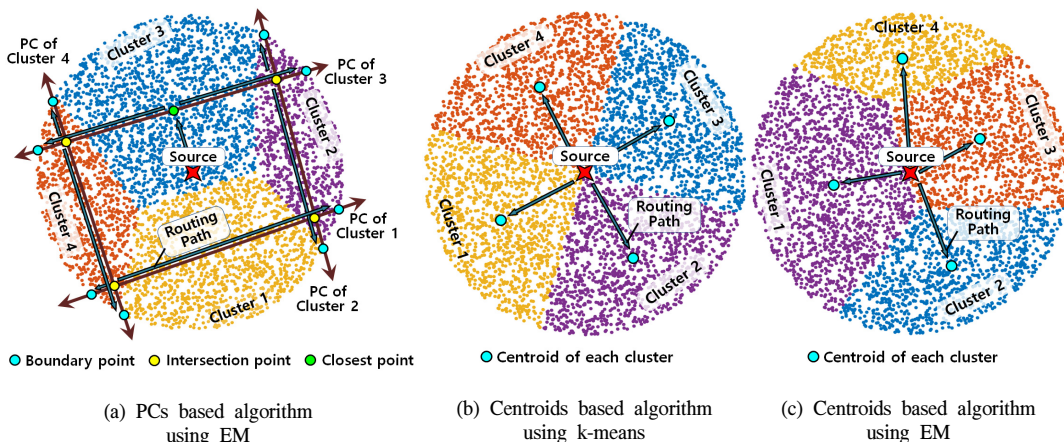 PC of
Cluster 4
Cluster 3
PC of
Cluster 3
Cluster 2
Source
Cluster 4
Routing
Path
PC of
Cluster 1
Cluster 1
PC of
Cluster 2
Boundary point
Intersection point
Closest point
(a) PCs based algorithm
using EM
Cluster 4
Cluster 3
Source
Cluster 1
Routing
Path
Cluster 2
Centroid of each cluster
(b) Centroids based algorithm
using k-means
Cluster 4
Cluster 3
Source
Cluster 1
Routing
Path
Cluster 2
Centroid of each cluster
(c) Centroids based algorithm
using EM